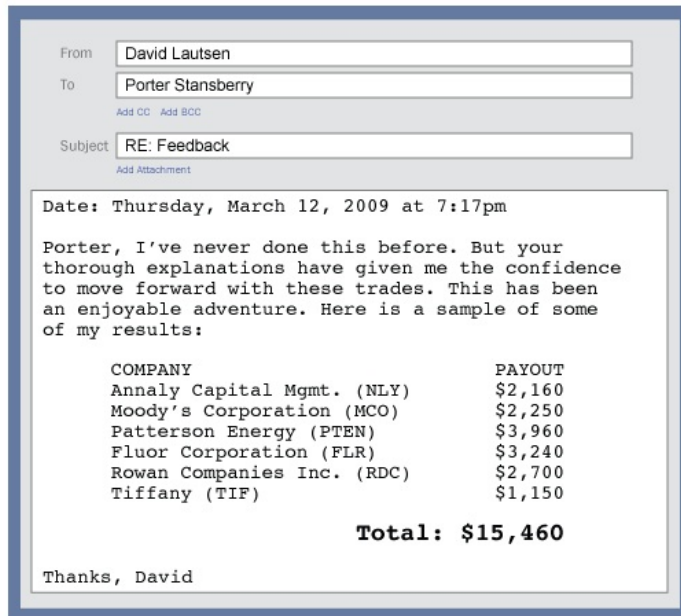 From David Lautsen
To Porter Stansberry
Add CC Add BCC
Subject RE: Feedback
Add Attachment
Date: Thursday, March 12, 2009 at 7:17pm
Porter, I've never done this before. But your
thorough explanations have given me the confidence
to move forward with these trades. This has been
an enjoyable adventure. Here is a sample of some
of my results:
COMPANY PAYOUT
Annaly Capital Mgmt. (NLY) $2,160
Moody's Corporation (MCO) $2,250
Patterson Energy (PTEN) $3,960
Fluor Corporation (FLR) $3,240
Rowan Companies Inc. (RDC) $2,700
Tiffany (TIF) $1,150
Total: $15,460
Thanks, David